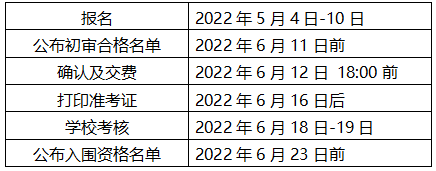 报名 2022 年 5 月 4 日-10 日
公布初审合格名单 2022 年 6 月 11 日前
确认及交费 2022 年 6 月 12 日 18:00 前
打印准考证 2022 年 6 月 16 日后
学校考核 2022 年 6 月 18 日-19 日
公布入围资格名单 2022 年 6 月 23 日前